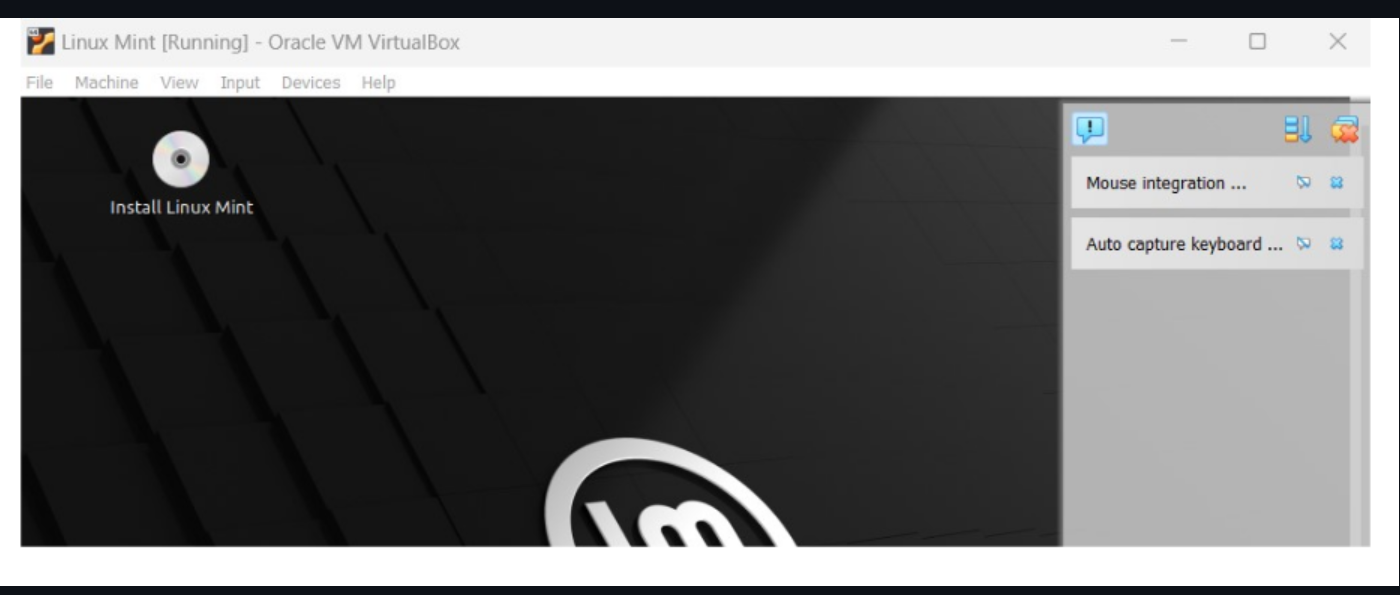 Linux Mint [Running] - Oracle VM VirtualBox
File Machine View Input Devices Help
Install Linux Mint
Mouse integration ...
Auto capture keyboard ...
lm